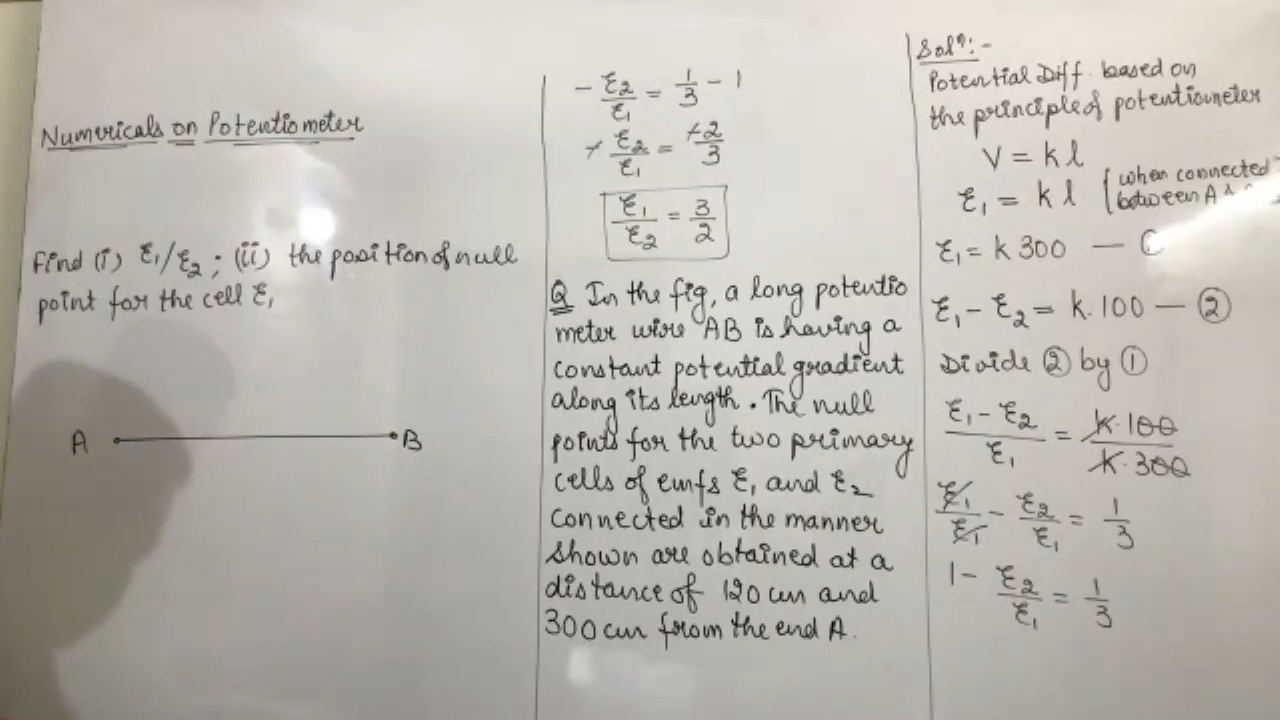 Numericals on Potentiometer
Find (i) ε₁/ε₂ ; (ii) the position of null
point for the cell ε₁
A B
- ε₂/ε₁ = 1/3 - 1
+ ε₂/ε₁ = +2/3
ε₁/ε₂ = 3/2
Q In the fig, a long potentio
meter wire AB is having a
constant potential gradient
along its length. The null
points for the two primary
cells of emfs ε₁ and ε₂
connected in the manner
shown are obtained at a
distance of 120 cm and
300 cm from the end A.
Solⁿ:-
Potential Diff. based on
the principle of potentiometer
V = kl
ε₁ = kl { when connected
between A &
ε₁ = k 300 —
ε₁ - ε₂ = k.100 — ②
Divide ② by ①
(ε₁ - ε₂)/ε₁ = k.100/k.300
ε₁/ε₁ - ε₂/ε₁ = 1/3
1 - ε₂/ε₁ = 1/3